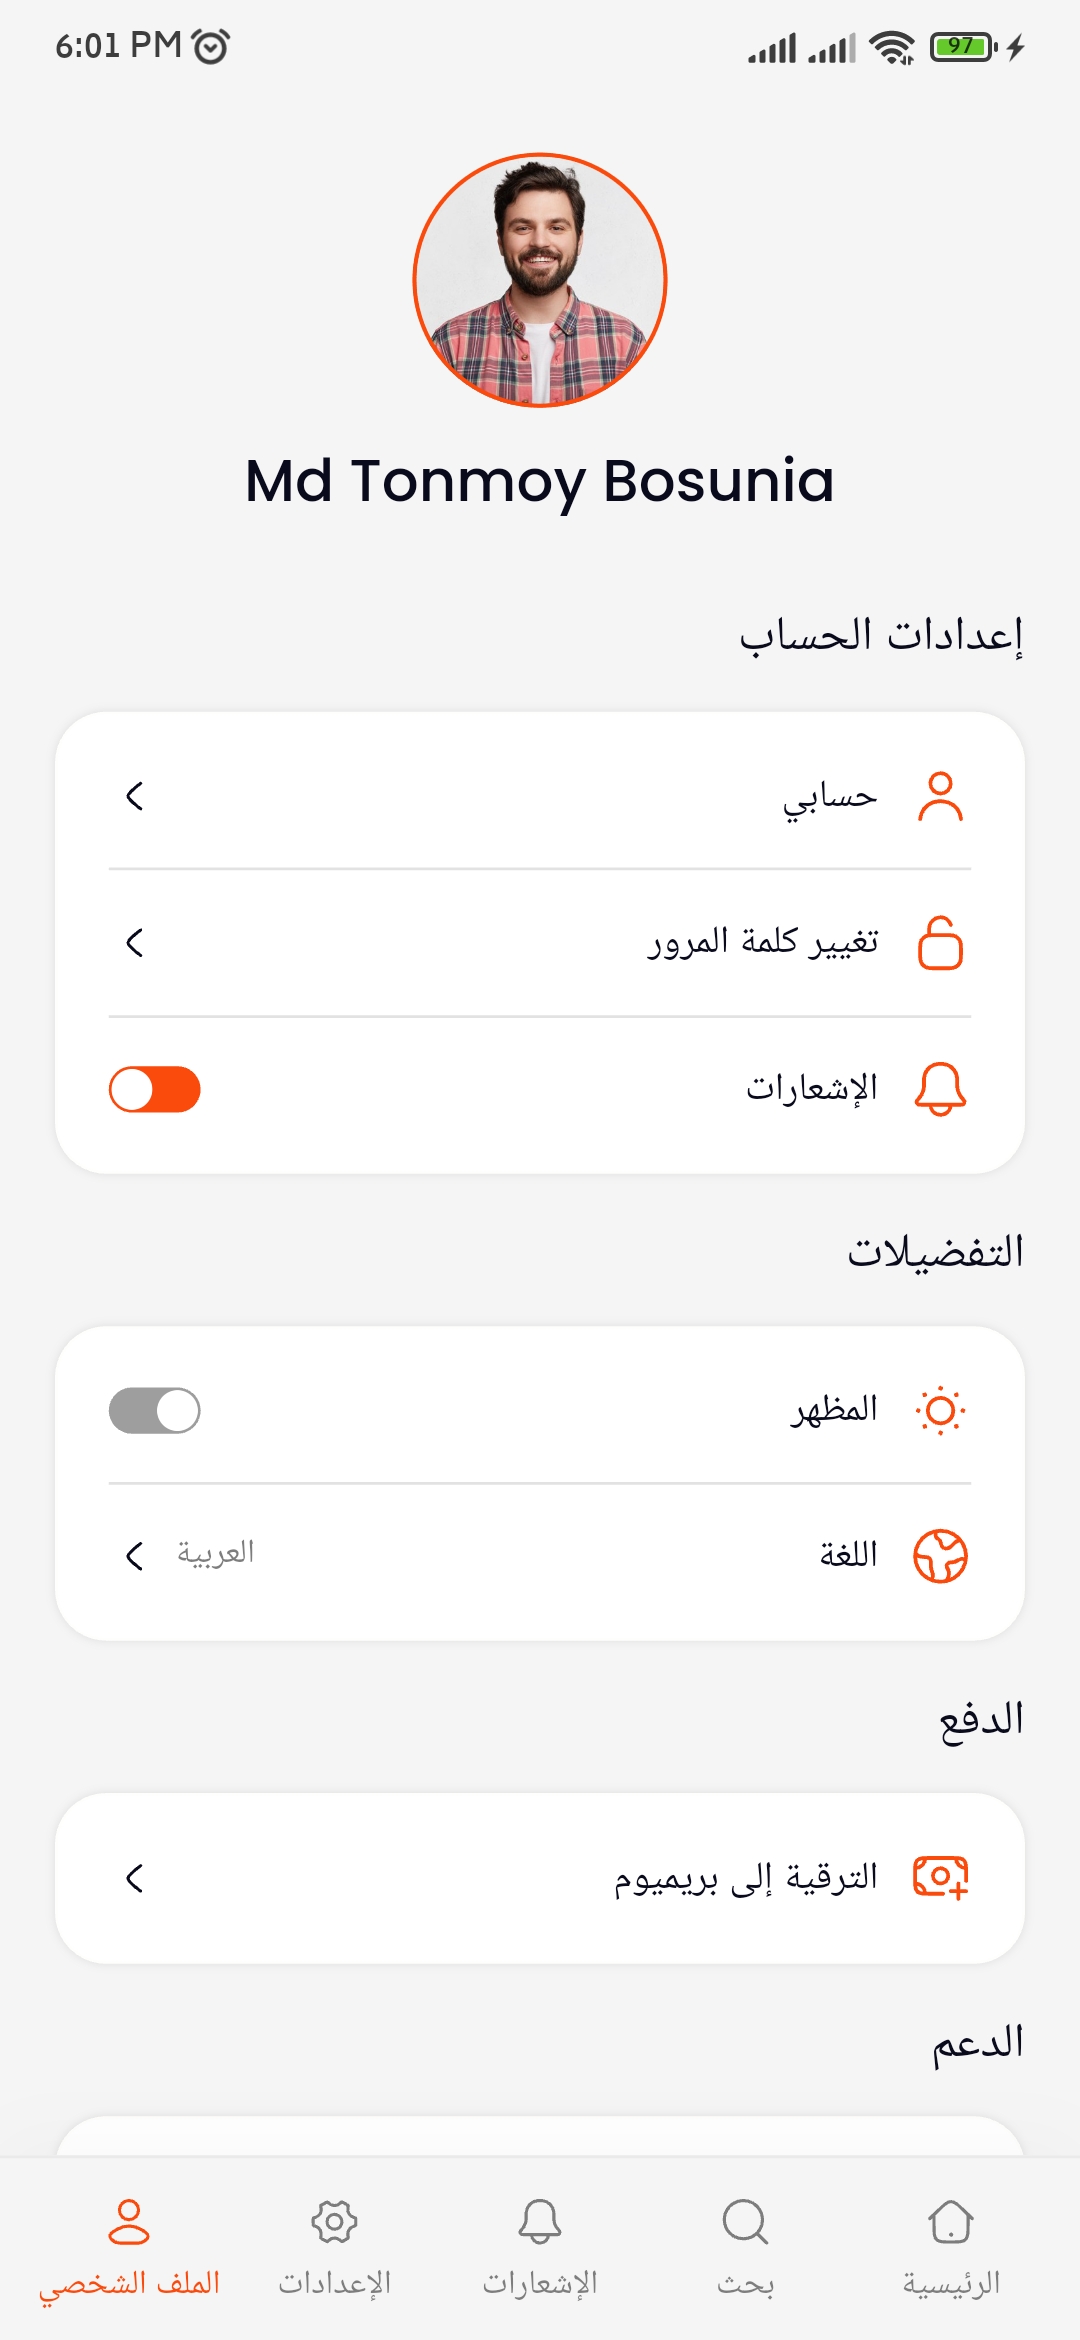 6:01 PM
97
Md Tonmoy Bosunia
إعدادات الحساب
حسابي
تغيير كلمة المرور
الإشعارات
التفضيلات
المظهر
اللغة العربية
الدفع
الترقية إلى بريميوم
الدعم
الرئيسية بحث الإشعارات الإعدادات الملف الشخصي